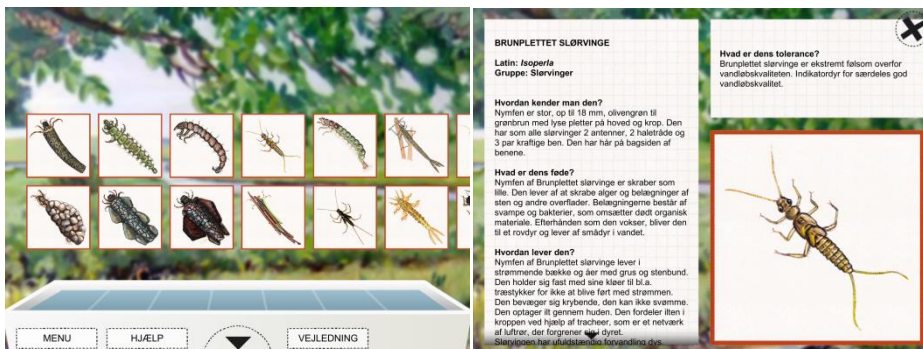 MENU
HJÆLP
VEJLEDNING
BRUNPLETTET SLØRVINGE
Latin: Isoperla
Gruppe: Slørvinger
Hvordan kender man den?
Nymfen er stor, op til 18 mm, olivengrøn til
grønbrun med lyse pletter på hoved og krop. Den
har som alle slørvinger 2 antenner, 2 haletråde og
3 par kraftige ben. Den har hår på bagsiden af
benene.
Hvad er dens føde?
Nymfen af Brunplettet slørvinge er skraber som
lille. Den lever af at skrabe alger og belægninger af
sten og andre overflader. Belægningerne består af
svampe og bakterier, som omsætter dødt organisk
materiale. Efterhånden som den vokser, bliver den
til et rovdyr og lever af smådyr i vandet.
Hvordan lever den?
Nymfen af Brunplettet slørvinge lever i
strømmende bække og åer med grus og stenbund.
Den holder sig fast med sine kløer til bl.a.
træstykker for ikke at blive ført med strømmen.
Den bevæger sig krybende, den kan ikke svømme.
Den optager ilt gennem huden. Den fordeler ilten i
kroppen ved hjælp af tracheer, som er et netværk
af luftrør, der forgrener sig i dyret.
Slørvingen har ufuldstændig forvandling dvs.
Hvad er dens tolerance?
Brunplettet slørvinge er ekstremt følsom overfor
vandløbskvaliteten. Indikatordyr for særdeles god
vandløbskvalitet.